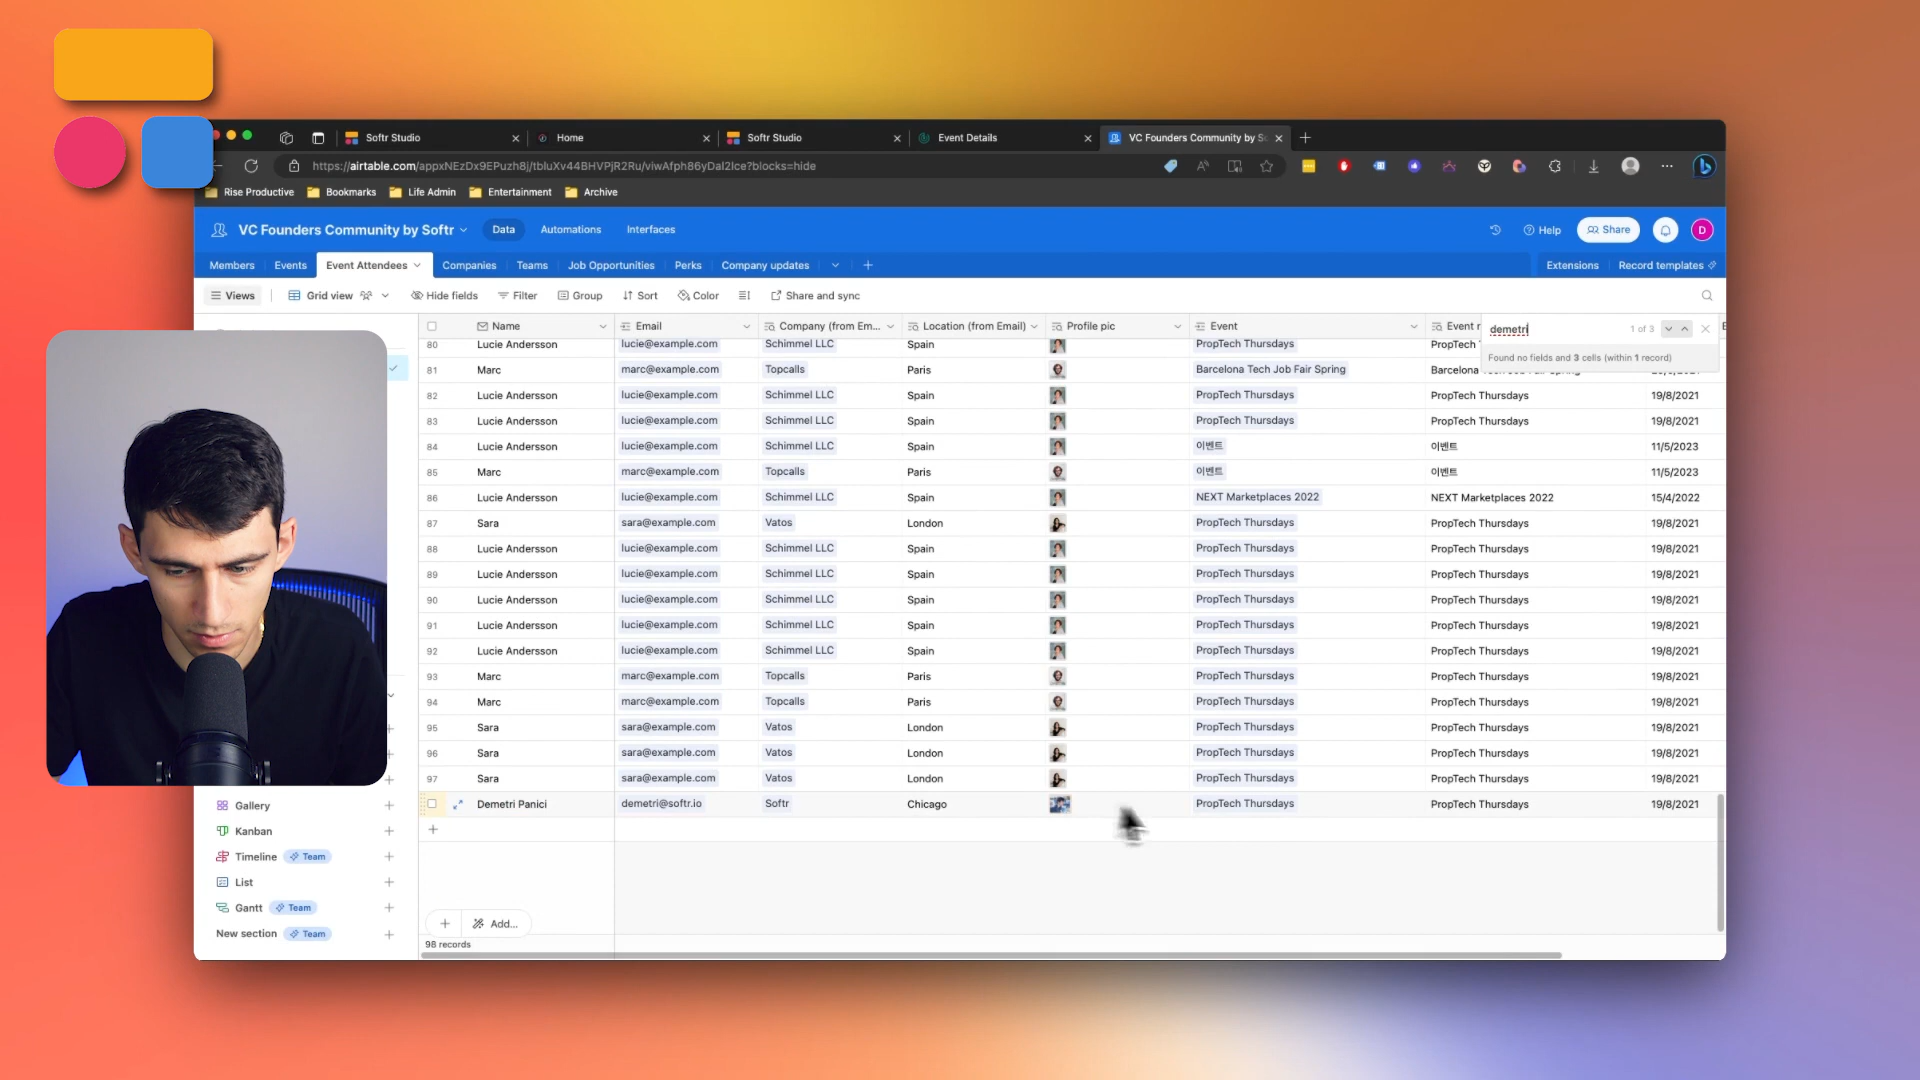 Softr Studio
Home
Softr Studio
Event Details
VC Founders Community by S
https://airtable.com/appxNEzDx9EPuzh8j/tbluXv44BHVPjR2Ru/viwAfph86yDal2lce?blocks=hide
Rise Productive
Bookmarks
Life Admin
Entertainment
Archive
VC Founders Community by Softr
Data
Automations
Interfaces
Help
Share
D
Members
Events
Event Attendees
Companies
Teams
Job Opportunities
Perks
Company updates
Extensions
Record templates
Views
Grid view
Hide fields
Filter
Group
Sort
Color
Share and sync
Name Email Company (from Em... Location (from Email) Profile pic Event Event
demetri 1 of 3
Found no fields and 3 cells (within 1 record)
80 Lucie Andersson lucie@example.com Schimmel LLC Spain PropTech Thursdays PropTech
81 Marc marc@example.com Topcalls Paris Barcelona Tech Job Fair Spring Barcelona
82 Lucie Andersson lucie@example.com Schimmel LLC Spain PropTech Thursdays PropTech Thursdays 19/8/2021
83 Lucie Andersson lucie@example.com Schimmel LLC Spain PropTech Thursdays PropTech Thursdays 19/8/2021
84 Lucie Andersson lucie@example.com Schimmel LLC Spain 이벤트 이벤트 11/5/2023
85 Marc marc@example.com Topcalls Paris 이벤트 이벤트 11/5/2023
86 Lucie Andersson lucie@example.com Schimmel LLC Spain NEXT Marketplaces 2022 NEXT Marketplaces 2022 15/4/2022
87 Sara sara@example.com Vatos London PropTech Thursdays PropTech Thursdays 19/8/2021
88 Lucie Andersson lucie@example.com Schimmel LLC Spain PropTech Thursdays PropTech Thursdays 19/8/2021
89 Lucie Andersson lucie@example.com Schimmel LLC Spain PropTech Thursdays PropTech Thursdays 19/8/2021
90 Lucie Andersson lucie@example.com Schimmel LLC Spain PropTech Thursdays PropTech Thursdays 19/8/2021
91 Lucie Andersson lucie@example.com Schimmel LLC Spain PropTech Thursdays PropTech Thursdays 19/8/2021
92 Lucie Andersson lucie@example.com Schimmel LLC Spain PropTech Thursdays PropTech Thursdays 19/8/2021
93 Marc marc@example.com Topcalls Paris PropTech Thursdays PropTech Thursdays 19/8/2021
94 Marc marc@example.com Topcalls Paris PropTech Thursdays PropTech Thursdays 19/8/2021
95 Sara sara@example.com Vatos London PropTech Thursdays PropTech Thursdays 19/8/2021
96 Sara sara@example.com Vatos London PropTech Thursdays PropTech Thursdays 19/8/2021
97 Sara sara@example.com Vatos London PropTech Thursdays PropTech Thursdays 19/8/2021
Demetri Panici demetri@softr.io Softr Chicago PropTech Thursdays PropTech Thursdays 19/8/2021
Gallery
Kanban
Timeline Team
List
Gantt Team
New section Team
Add...
98 records